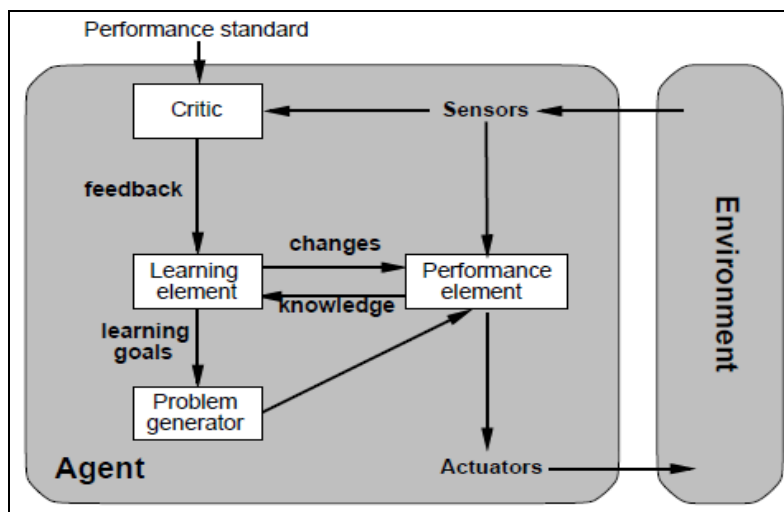 Performance standard
Critic
Sensors
feedback
changes
Learning
element
Performance
element
knowledge
learning
goals
Problem
generator
Agent
Actuators
Environment